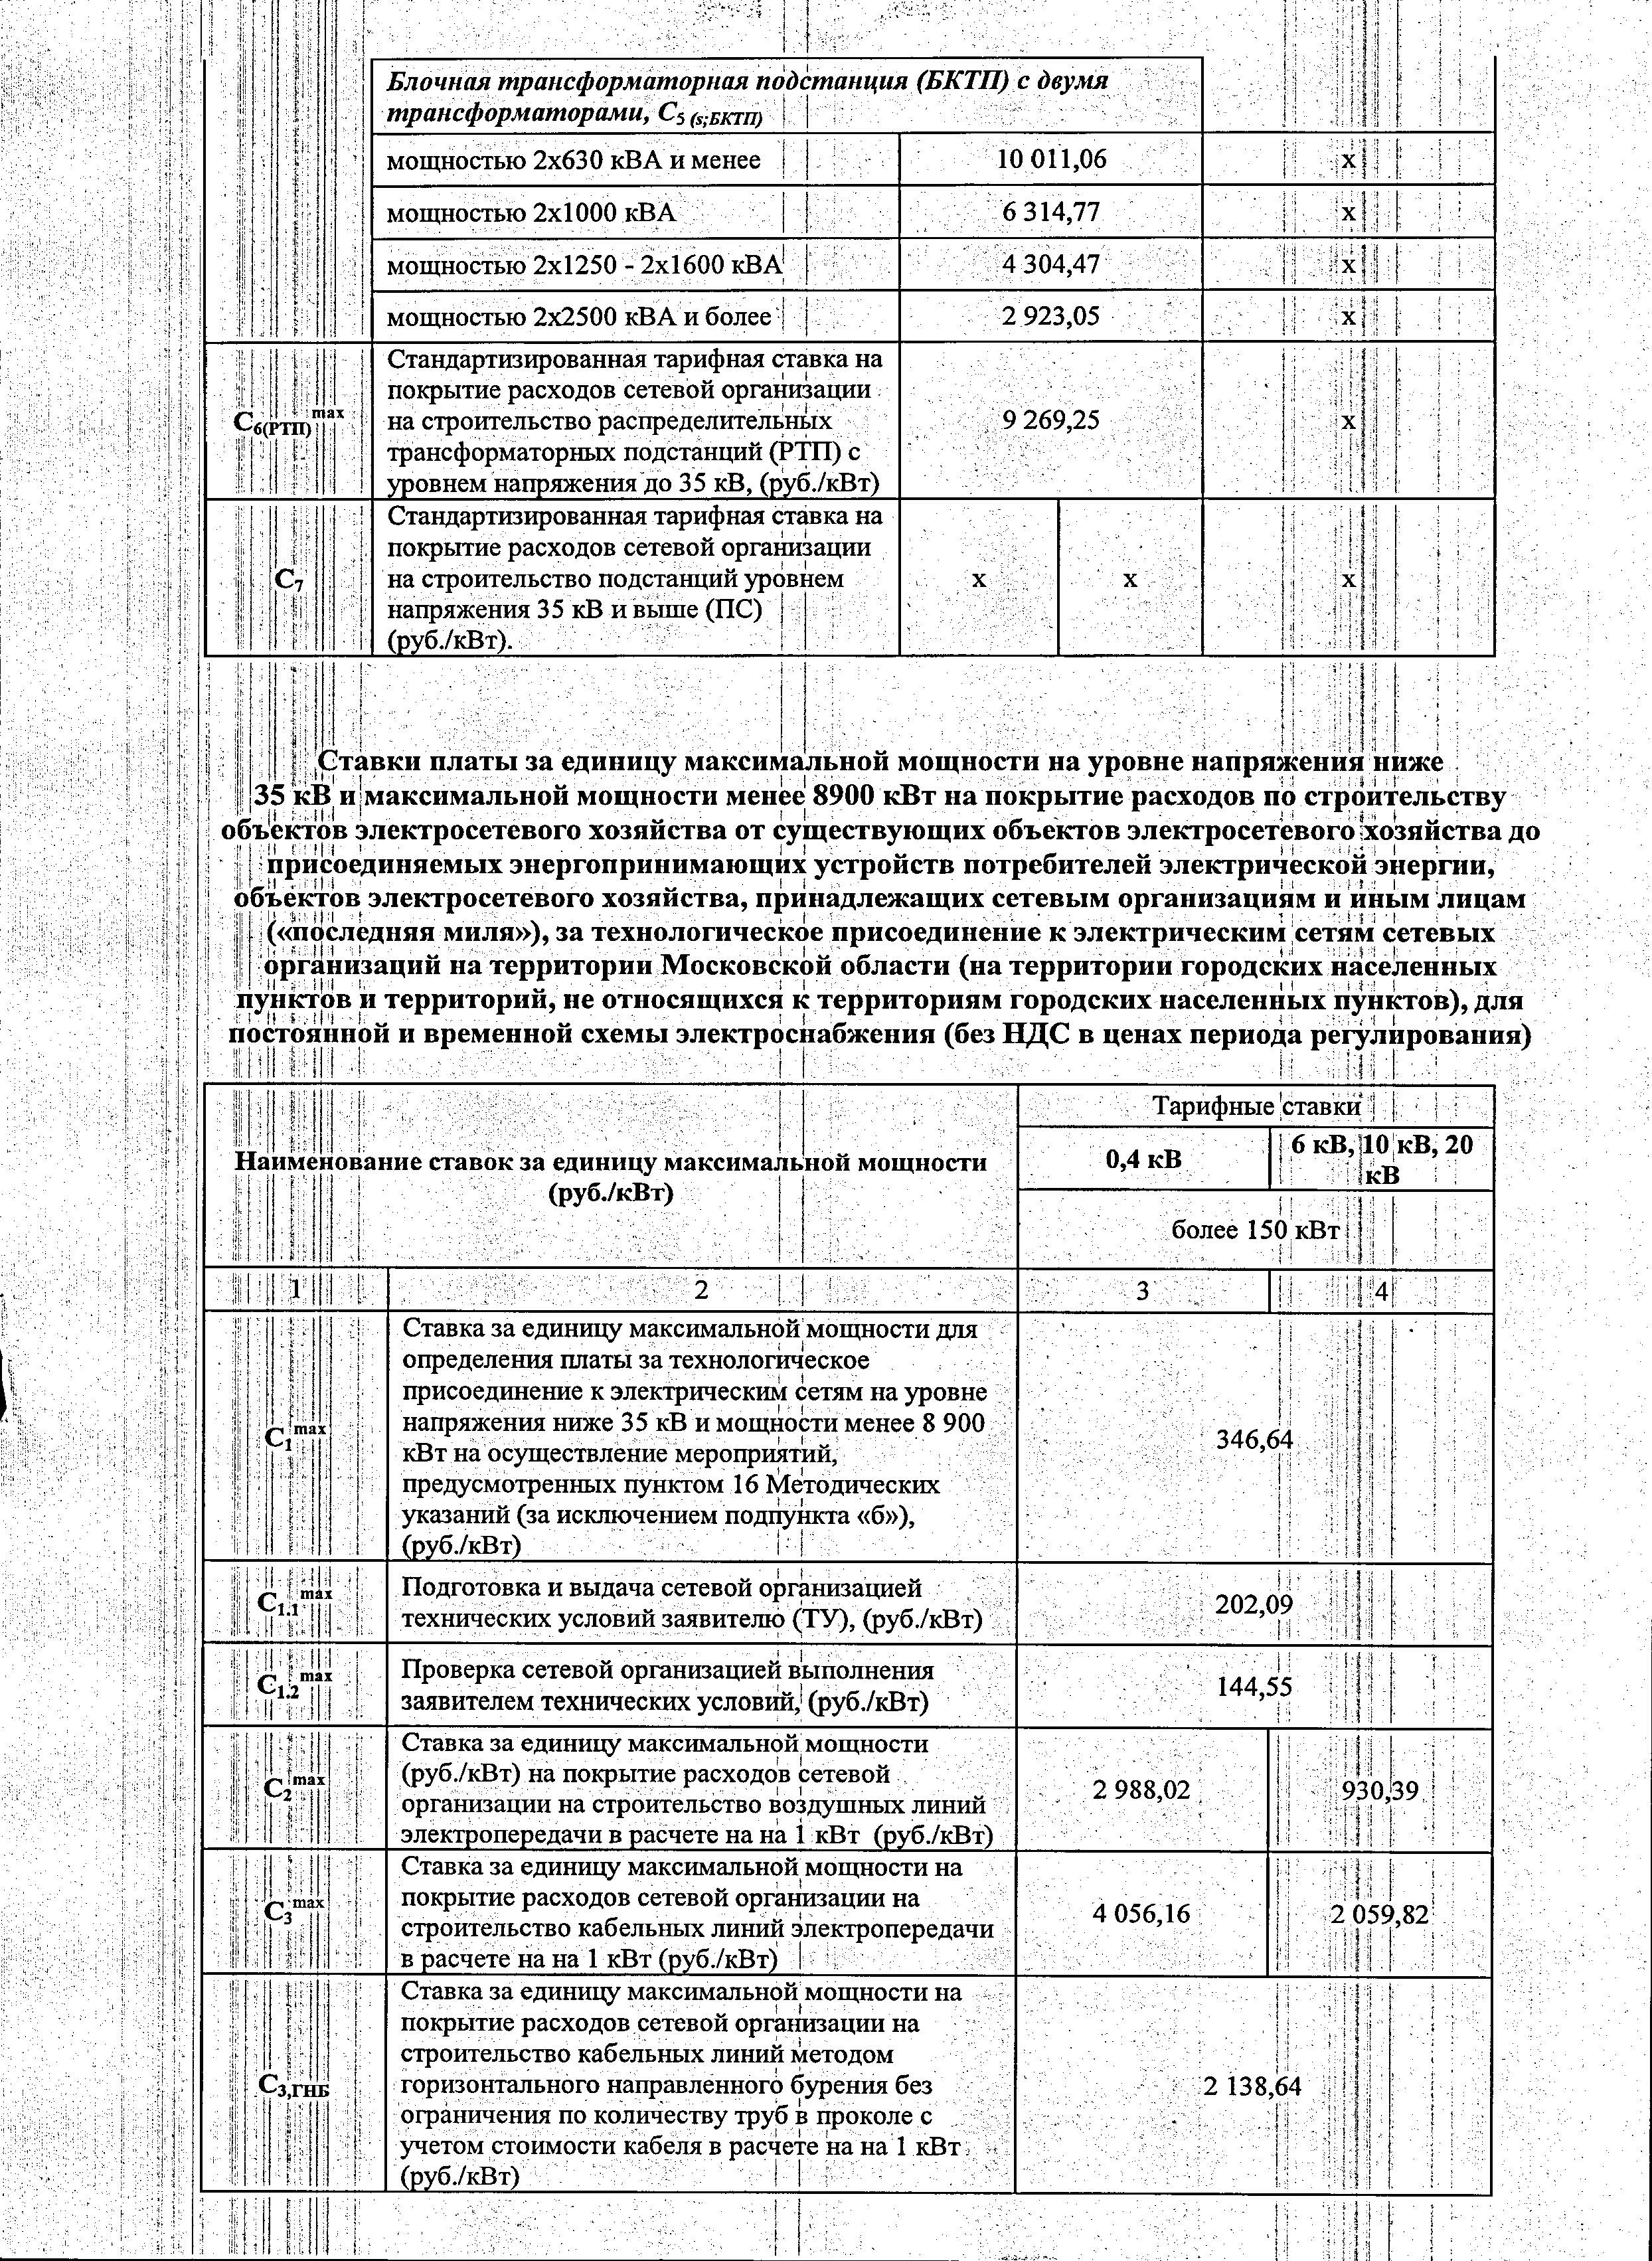 Блочная трансформаторная подстанция (БКТП) с двумя
трансформаторами, C5 (s;БКТП)
мощностью 2х630 кВА и менее 10 011,06 х
мощностью 2х1000 кВА 6 314,77 х
мощностью 2х1250 - 2х1600 кВА 4 304,47 х
мощностью 2х2500 кВА и более 2 923,05 х
Стандартизированная тарифная ставка на
покрытие расходов сетевой организации
C6(РТП)max на строительство распределительных 9 269,25 х
трансформаторных подстанций (РТП) с
уровнем напряжения до 35 кВ, (руб./кВт)
Стандартизированная тарифная ставка на
покрытие расходов сетевой организации
C7 на строительство подстанций уровнем х х х
напряжения 35 кВ и выше (ПС)
(руб./кВт).
Ставки платы за единицу максимальной мощности на уровне напряжения ниже
35 кВ и максимальной мощности менее 8900 кВт на покрытие расходов по строительству
объектов электросетевого хозяйства от существующих объектов электросетевого хозяйства до
присоединяемых энергопринимающих устройств потребителей электрической энергии,
объектов электросетевого хозяйства, принадлежащих сетевым организациям и иным лицам
(«последняя миля»), за технологическое присоединение к электрическим сетям сетевых
организаций на территории Московской области (на территории городских населенных
пунктов и территорий, не относящихся к территориям городских населенных пунктов), для
постоянной и временной схемы электроснабжения (без НДС в ценах периода регулирования)
Тарифные ставки
Наименование ставок за единицу максимальной мощности
(руб./кВт)
0,4 кВ
6 кВ, 10 кВ, 20
кВ
более 150 кВт
1 2 3 4
Ставка за единицу максимальной мощности для
определения платы за технологическое
присоединение к электрическим сетям на уровне
напряжения ниже 35 кВ и мощности менее 8 900
C1max кВт на осуществление мероприятий, 346,64
предусмотренных пунктом 16 Методических
указаний (за исключением подпункта «б»),
(руб./кВт)
C1.1max Подготовка и выдача сетевой организацией 202,09
технических условий заявителю (ТУ), (руб./кВт)
C1.2max Проверка сетевой организацией выполнения 144,55
заявителем технических условий, (руб./кВт)
Ставка за единицу максимальной мощности
C2max (руб./кВт) на покрытие расходов сетевой 2 988,02 930,39
организации на строительство воздушных линий
электропередачи в расчете на на 1 кВт (руб./кВт)
Ставка за единицу максимальной мощности на
покрытие расходов сетевой организации на
C3max строительство кабельных линий электропередачи 4 056,16 2 059,82
в расчете на на 1 кВт (руб./кВт)
Ставка за единицу максимальной мощности на
покрытие расходов сетевой организации на
строительство кабельных линий методом
C3,ГНБ горизонтального направленного бурения без 2 138,64
ограничения по количеству труб в проколе с
учетом стоимости кабеля в расчете на на 1 кВт
(руб./кВт)